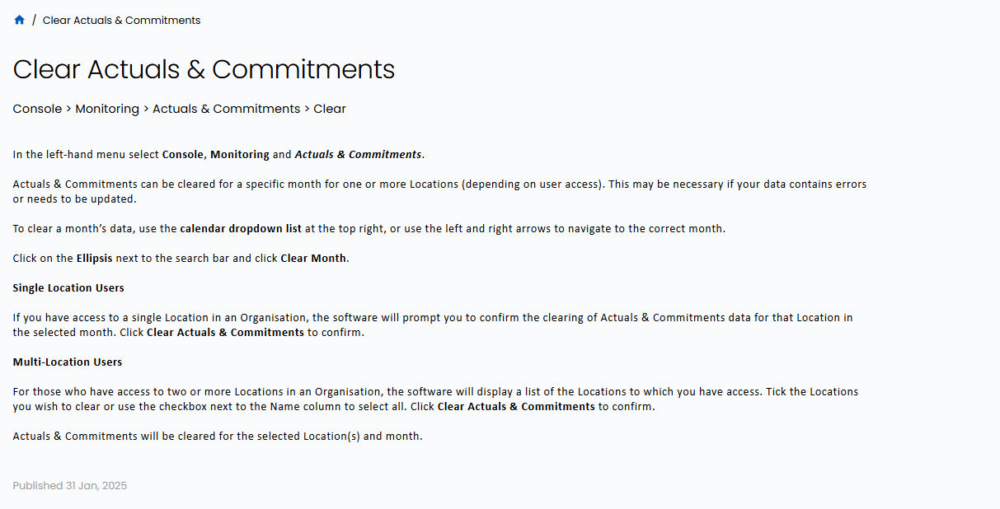 / Clear Actuals & Commitments
Clear Actuals & Commitments
Console > Monitoring > Actuals & Commitments > Clear
In the left-hand menu select Console, Monitoring and Actuals & Commitments.
Actuals & Commitments can be cleared for a specific month for one or more Locations (depending on user access). This may be necessary if your data contains errors
or needs to be updated.
To clear a month’s data, use the calendar dropdown list at the top right, or use the left and right arrows to navigate to the correct month.
Click on the Ellipsis next to the search bar and click Clear Month.
Single Location Users
If you have access to a single Location in an Organisation, the software will prompt you to confirm the clearing of Actuals & Commitments data for that Location in
the selected month. Click Clear Actuals & Commitments to confirm.
Multi-Location Users
For those who have access to two or more Locations in an Organisation, the software will display a list of the Locations to which you have access. Tick the Locations
you wish to clear or use the checkbox next to the Name column to select all. Click Clear Actuals & Commitments to confirm.
Actuals & Commitments will be cleared for the selected Location(s) and month.
Published 31 Jan, 2025